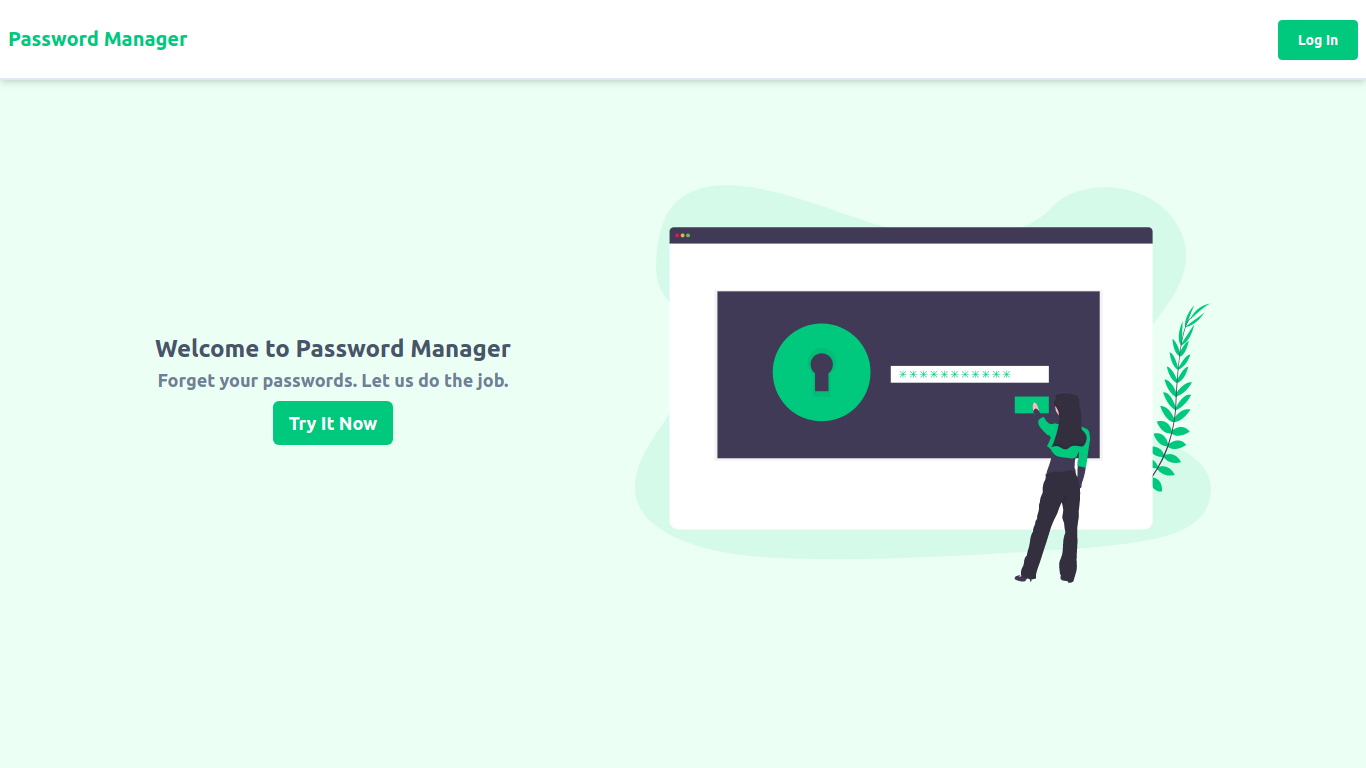 Password Manager
Log In
Welcome to Password Manager
Forget your passwords. Let us do the job.
Try It Now
***********